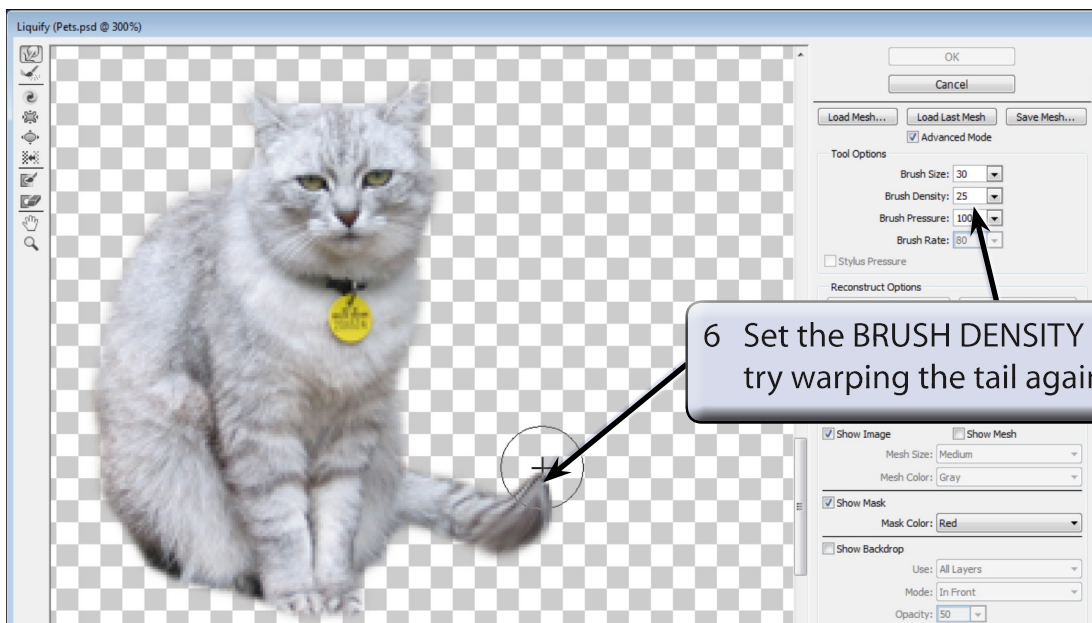 Liquify (Pets.psd @ 300%)
OK
Cancel
Load Mesh... Load Last Mesh Save Mesh...
Advanced Mode
Tool Options
Brush Size: 30
Brush Density: 25
Brush Pressure: 100
Brush Rate: 80
Stylus Pressure
Reconstruct Options
6 Set the BRUSH DENSITY
try warping the tail again
Show Image Show Mesh
Mesh Size: Medium
Mesh Color: Gray
Show Mask
Mask Color: Red
Show Backdrop
Use: All Layers
Mode: In Front
Opacity: 50